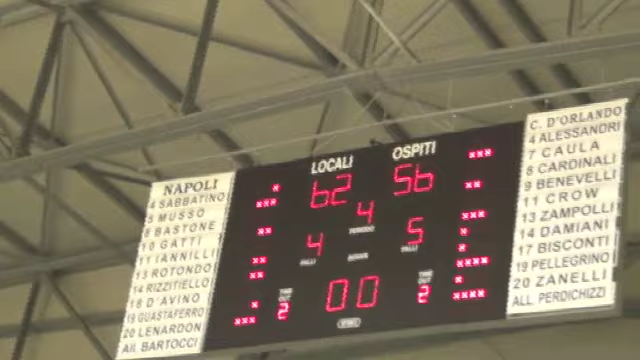 NAPOLI
4 SABBATINO
5 MUSSO
8 BASTONE
10 GATTI
11 IANNILLI
13 ROTONDO
14 RIZZITIELLO
18 D'AVINO
19 GUASTAFERRO
20 LENARDON
All BARTOCCI
LOCALI OSPITI
62 56
4
PERIODO
4 5
FALLI FALLI
TIME OUT 2
00
TIME OUT 2
C. D'ORLANDO
4 ALESSANDRI
7 CAULA
8 CARDINALI
9 BENEVELLI
11 CROW
13 ZAMPOLLI
14 DAMIANI
17 BISCONTI
19 PELLEGRINO
20 ZANELLI
ALL PERDICHIZZI